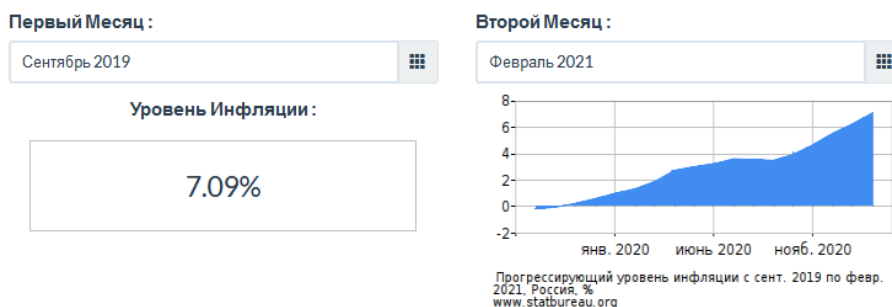 Первый Месяц :
Второй Месяц :
Сентябрь 2019
Февраль 2021
Уровень Инфляции :
7.09%
8
6
4
2
0
-2
янв. 2020 июнь 2020 нояб. 2020
Прогрессирующий уровень инфляции с сент. 2019 по февр.
2021, Россия, %
www.statbureau.org